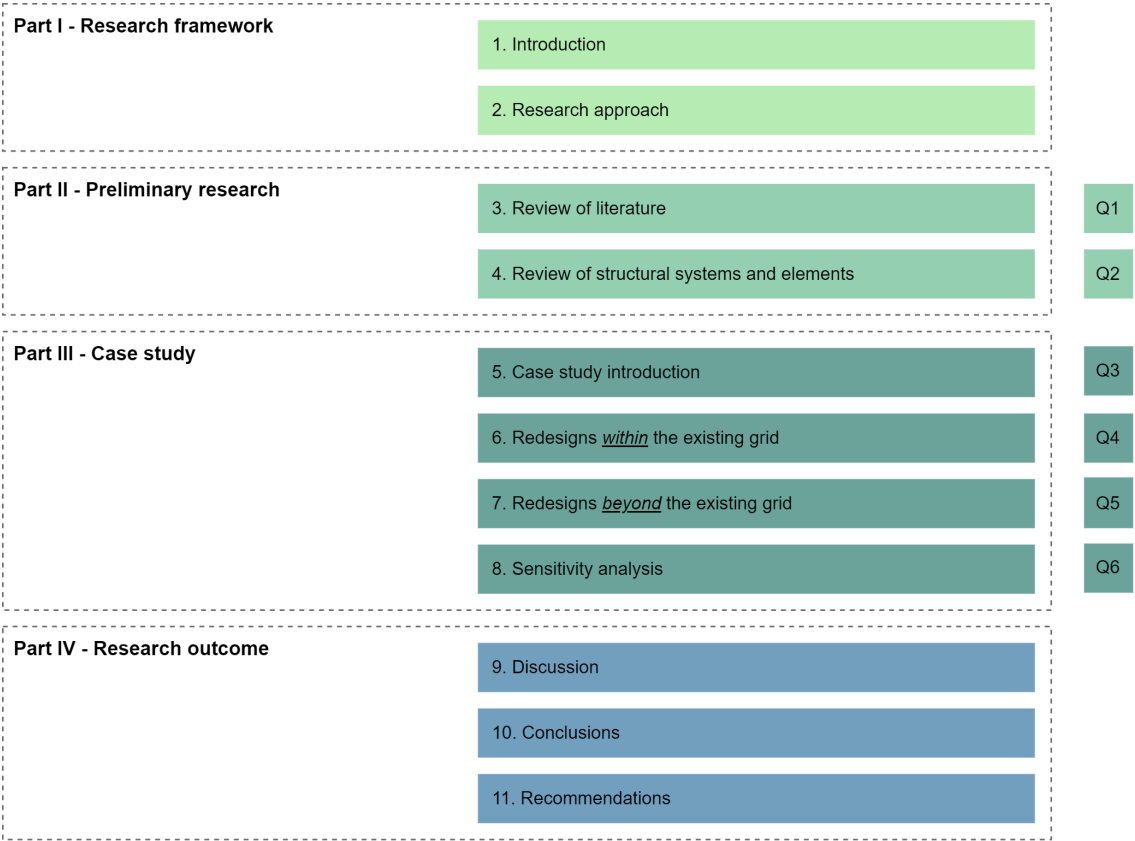 Part I - Research framework
1. Introduction
2. Research approach
Part II - Preliminary research
3. Review of literature
Q1
4. Review of structural systems and elements
Q2
Part III - Case study
5. Case study introduction
Q3
6. Redesigns within the existing grid
Q4
7. Redesigns beyond the existing grid
Q5
8. Sensitivity analysis
Q6
Part IV - Research outcome
9. Discussion
10. Conclusions
11. Recommendations